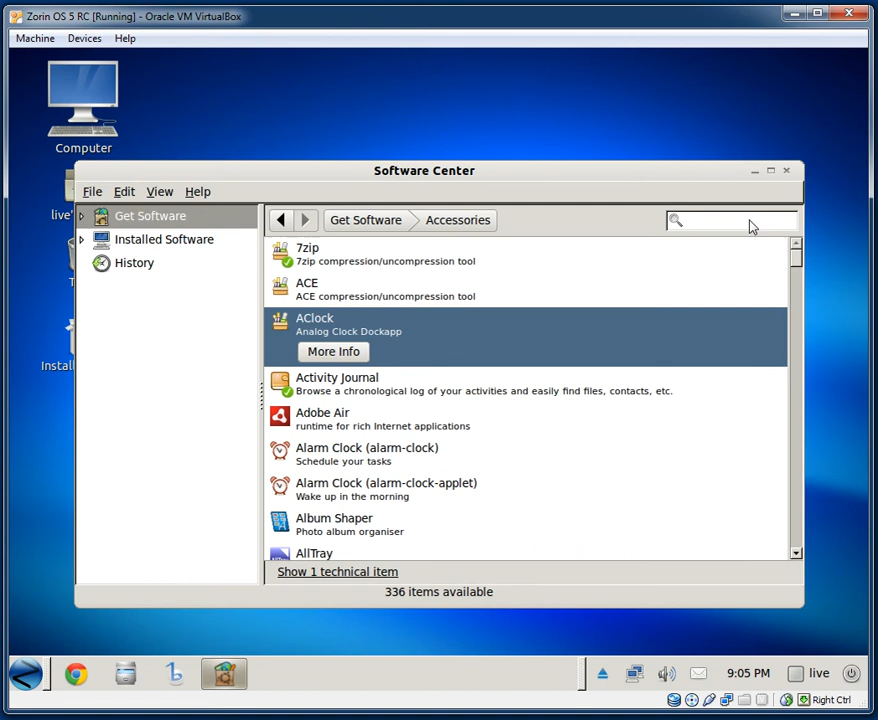 Zorin OS 5 RC [Running] - Oracle VM VirtualBox
Machine Devices Help
Computer
Software Center
File Edit View Help
Get Software
Installed Software
History
Get Software Accessories
7zip
7zip compression/uncompression tool
ACE
ACE compression/uncompression tool
AClock
Analog Clock Dockapp
More Info
Activity Journal
Browse a chronological log of your activities and easily find files, contacts, etc.
Adobe Air
runtime for rich Internet applications
Alarm Clock (alarm-clock)
Schedule your tasks
Alarm Clock (alarm-clock-applet)
Wake up in the morning
Album Shaper
Photo album organiser
AllTray
Show 1 technical item
336 items available
live'
T
Instal
9:05 PM live
Right Ctrl